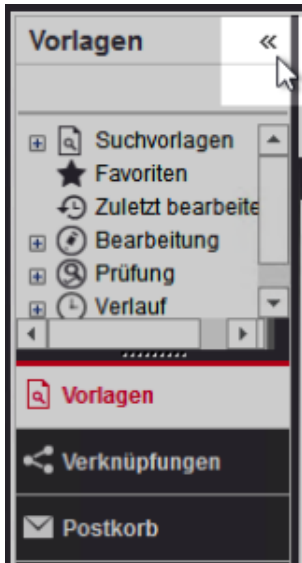 Vorlagen «
Suchvorlagen
Favoriten
Zuletzt bearbeite
Bearbeitung
Prüfung
Verlauf
Vorlagen
Verknüpfungen
Postkorb